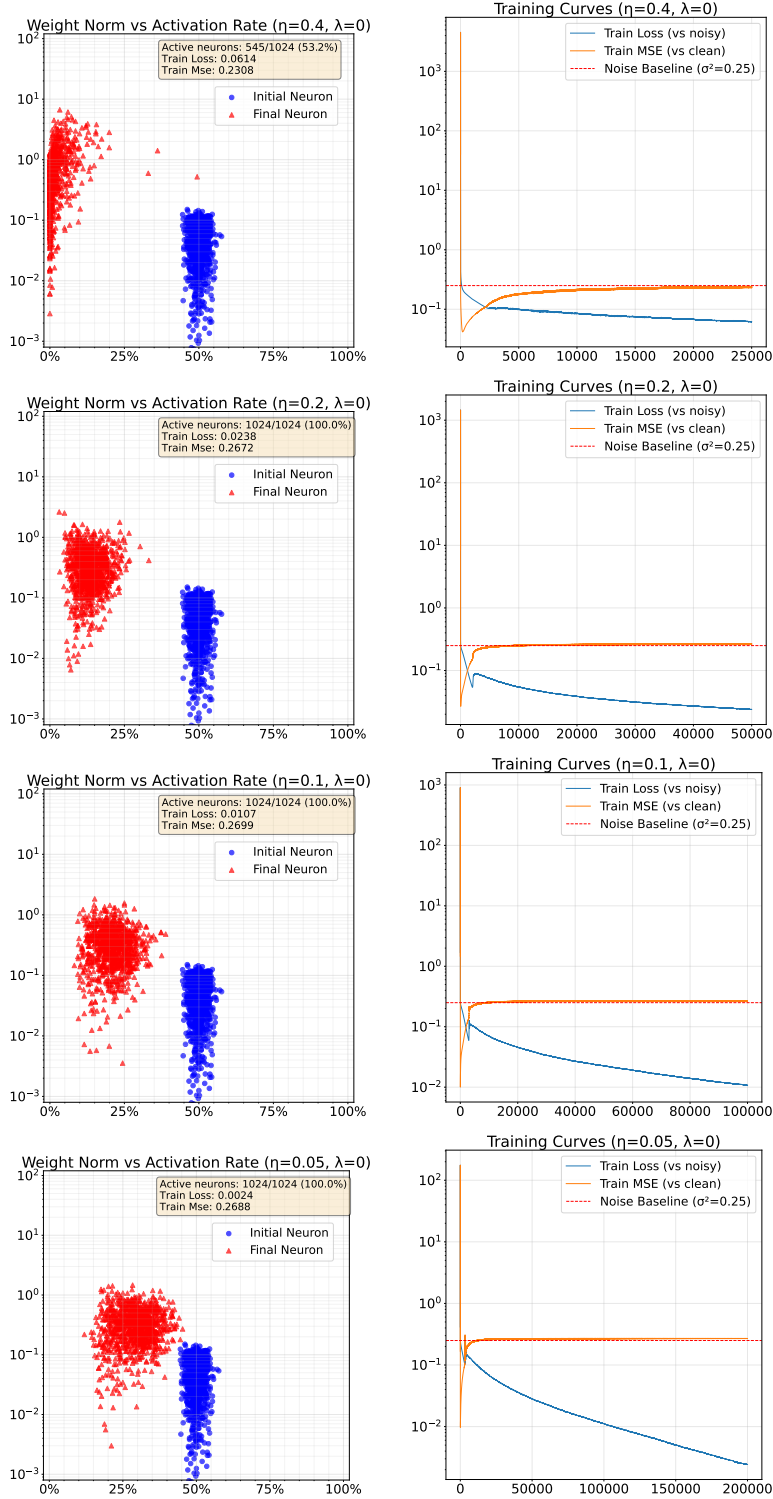 Weight Norm vs Activation Rate (η=0.4, λ=0)
Active neurons: 545/1024 (53.2%)
Train Loss: 0.0614
Train Mse: 0.2308
Initial Neuron
Final Neuron
10²
10¹
10⁰
10⁻¹
10⁻²
10⁻³
0% 25% 50% 75% 100%
Training Curves (η=0.4, λ=0)
Train Loss (vs noisy)
Train MSE (vs clean)
Noise Baseline (σ²=0.25)
10³
10²
10¹
10⁰
10⁻¹
0 5000 10000 15000 20000 25000
Weight Norm vs Activation Rate (η=0.2, λ=0)
Active neurons: 1024/1024 (100.0%)
Train Loss: 0.0238
Train Mse: 0.2672
Initial Neuron
Final Neuron
10²
10¹
10⁰
10⁻¹
10⁻²
10⁻³
0% 25% 50% 75% 100%
Training Curves (η=0.2, λ=0)
Train Loss (vs noisy)
Train MSE (vs clean)
Noise Baseline (σ²=0.25)
10³
10²
10¹
10⁰
10⁻¹
0 10000 20000 30000 40000 50000
Weight Norm vs Activation Rate (η=0.1, λ=0)
Active neurons: 1024/1024 (100.0%)
Train Loss: 0.0107
Train Mse: 0.2699
Initial Neuron
Final Neuron
10²
10¹
10⁰
10⁻¹
10⁻²
10⁻³
0% 25% 50% 75% 100%
Training Curves (η=0.1, λ=0)
Train Loss (vs noisy)
Train MSE (vs clean)
Noise Baseline (σ²=0.25)
10³
10²
10¹
10⁰
10⁻¹
10⁻²
0 20000 40000 60000 80000 100000
Weight Norm vs Activation Rate (η=0.05, λ=0)
Active neurons: 1024/1024 (100.0%)
Train Loss: 0.0024
Train Mse: 0.2688
Initial Neuron
Final Neuron
10²
10¹
10⁰
10⁻¹
10⁻²
10⁻³
0% 25% 50% 75% 100%
Training Curves (η=0.05, λ=0)
Train Loss (vs noisy)
Train MSE (vs clean)
Noise Baseline (σ²=0.25)
10²
10¹
10⁰
10⁻¹
10⁻²
0 50000 100000 150000 200000